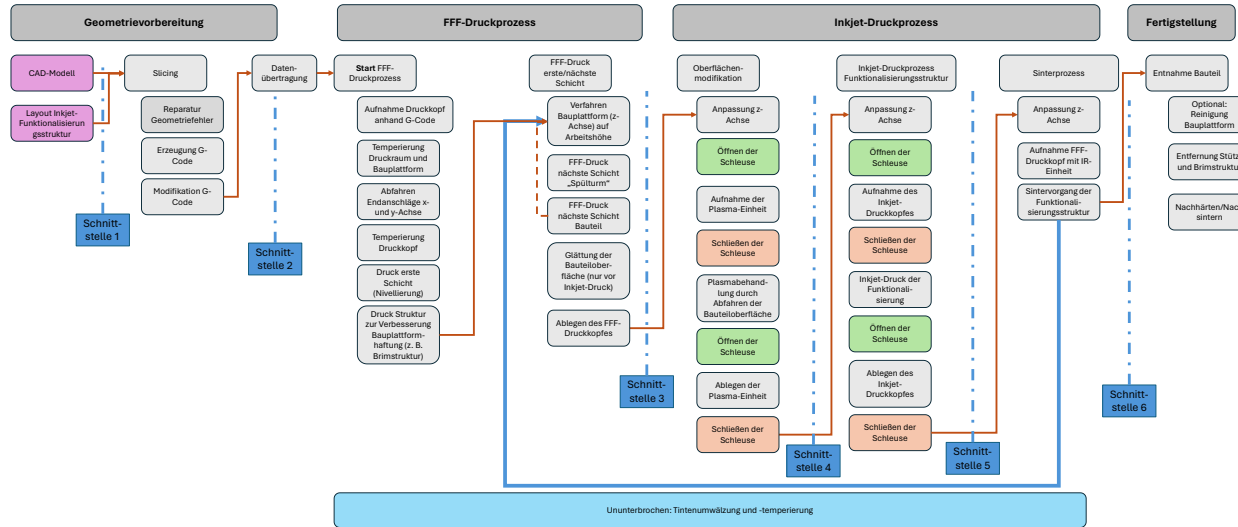 Geometrievorbereitung
FFF-Druckprozess
Inkjet-Druckprozess
Fertigstellung
CAD-Modell
Layout Inkjet-
Funktionalisierun
gsstruktur
Schnitt-
stelle 1
Slicing
Reparatur
Geometriefehler
Erzeugung G-
Code
Modifikation G-
Code
Daten-
übertragung
Schnitt-
stelle 2
Start FFF-
Druckprozess
Aufnahme Druckkopf
anhand G-Code
Temperierung
Druckraum und
Bauplattform
Abfahren
Endanschläge x-
und y-Achse
Temperierung
Druckkopf
Druck erste
Schicht
(Nivellierung)
Druck Struktur
zur Verbesserung
Bauplattform-
haftung (z. B.
Brimstruktur)
FFF-Druck
erste/nächste
Schicht
Verfahren
Bauplattform (z-
Achse) auf
Arbeitshöhe
FFF-Druck
nächste Schicht
„Spülturm“
FFF-Druck
nächste Schicht
Bauteil
Glättung der
Bauteilober-
fläche (nur vor
Inkjet-Druck)
Ablegen des FFF-
Druckkopfes
Schnitt-
stelle 3
Oberflächen-
modifikation
Anpassung z-
Achse
Öffnen der
Schleuse
Aufnahme der
Plasma-Einheit
Schließen der
Schleuse
Plasmabehand-
lung durch
Abfahren der
Bauteiloberfläche
Öffnen der
Schleuse
Ablegen der
Plasma-Einheit
Schließen der
Schleuse
Schnitt-
stelle 4
Inkjet-Druckprozess
Funktionalisierungsstruktur
Anpassung z-
Achse
Öffnen der
Schleuse
Aufnahme des
Inkjet-
Druckkopfes
Schließen der
Schleuse
Inkjet-Druck der
Funktionali-
sierung
Öffnen der
Schleuse
Ablegen des
Inkjet-
Druckkopfes
Schließen der
Schleuse
Schnitt-
stelle 5
Sinterprozess
Anpassung z-
Achse
Aufnahme FFF-
Druckkopf mit IR-
Einheit
Sintervorgang der
Funktionali-
sierungsstruktur
Schnitt-
stelle 6
Entnahme Bauteil
Optional:
Reinigung
Bauplattform
Entfernung Stütz
und Brimstruktu
Nachhärten/Nac
sintern
Ununterbrochen: Tintenumwälzung und -temperierung